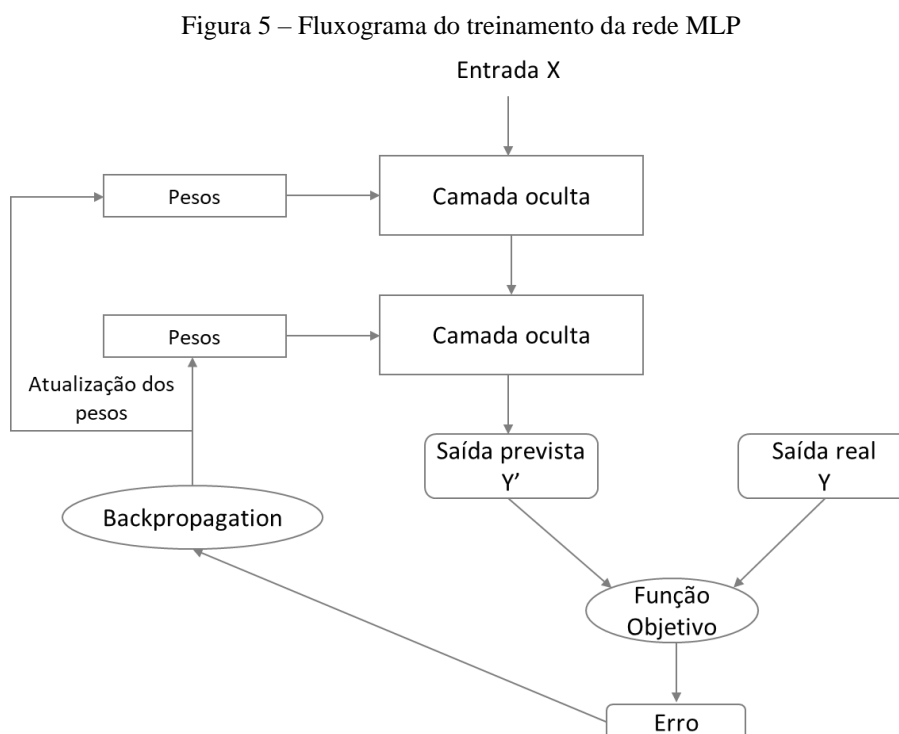 Figura 5 – Fluxograma do treinamento da rede MLP
Entrada X
Pesos
Camada oculta
Pesos
Camada oculta
Atualização dos
pesos
Saída prevista
Y’
Saída real
Y
Backpropagation
Função
Objetivo
Erro